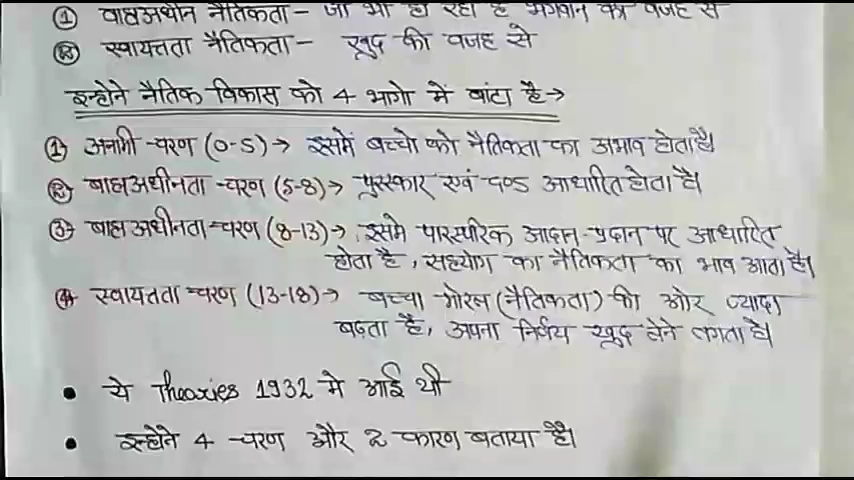 ① बाह्यअधीन नैतिकता - जो भी हो रहा है भगवान की वजह से
② स्वायत्तता नैतिकता - खुद की वजह से
इन्होने नैतिक विकास को 4 भागो में बांटा है→
① अनामी -चरण (0-5)→ इसमें बच्चो को नैतिकता का अभाव होता है।
② बाह्यअधीनता -चरण (5-8)→ पुरस्कार एवं दण्ड आधारित होता है।
③ बाह्यअधीनता -चरण (8-13)→ इसमे पारस्परिक आदान-प्रदान पर आधारित
होता है, सहयोग का नैतिकता का भाव आता है।
④ स्वायत्तता -चरण (13-18)→ बच्चा मोरल (नैतिकता) की ओर ज्यादा
बढ़ता है, अपना निर्णय खुद लेने लगता है।
• ये Theories 1932 मे आई थी
• इन्होने 4 -चरण और 2 कारण बताया है।